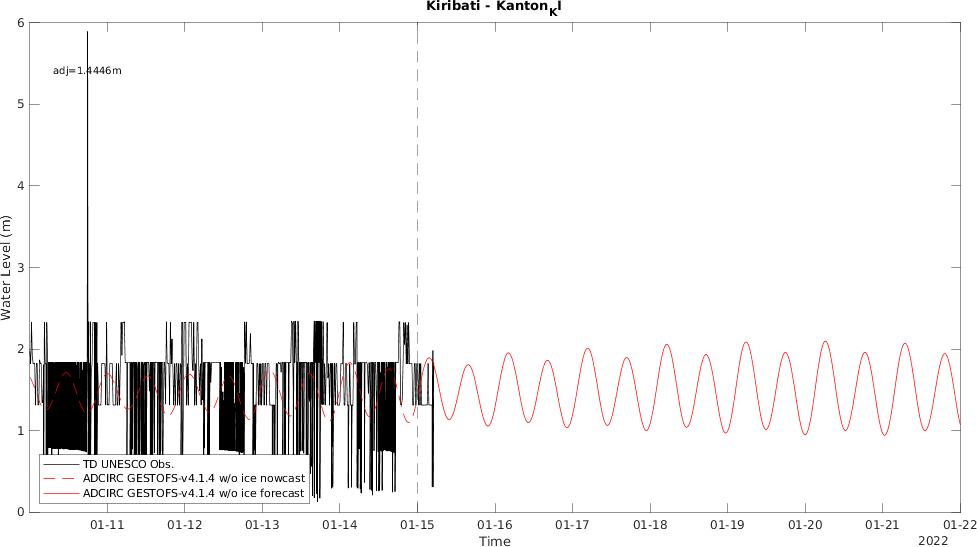 Kiribati - Kanton_KI
6
adj=1.4446m
5
4
3
2
1
0
Water Level (m)
TD UNESCO Obs.
ADCIRC GESTOFS-v4.1.4 w/o ice nowcast
ADCIRC GESTOFS-v4.1.4 w/o ice forecast
01-11 01-12 01-13 01-14 01-15 01-16 01-17 01-18 01-19 01-20 01-21 01-22
Time
2022